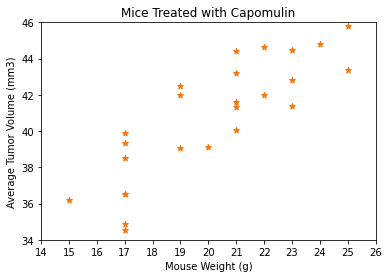 Mice Treated with Capomulin
46
44
42
40
38
36
34
Average Tumor Volume (mm3)
14 15 16 17 18 19 20 21 22 23 24 25 26
Mouse Weight (g)